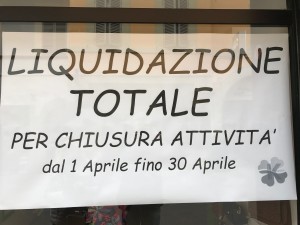 LIQUIDAZIONE
TOTALE
PER CHIUSURA ATTIVITA'
dal 1 Aprile fino 30 Aprile